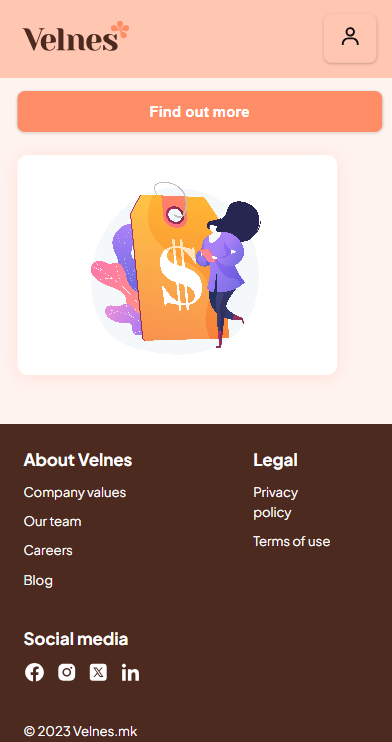 Velnes
Find out more
$
About Velnes
Company values
Our team
Careers
Blog
Legal
Privacy
policy
Terms of use
Social media
© 2023 Velnes.mk